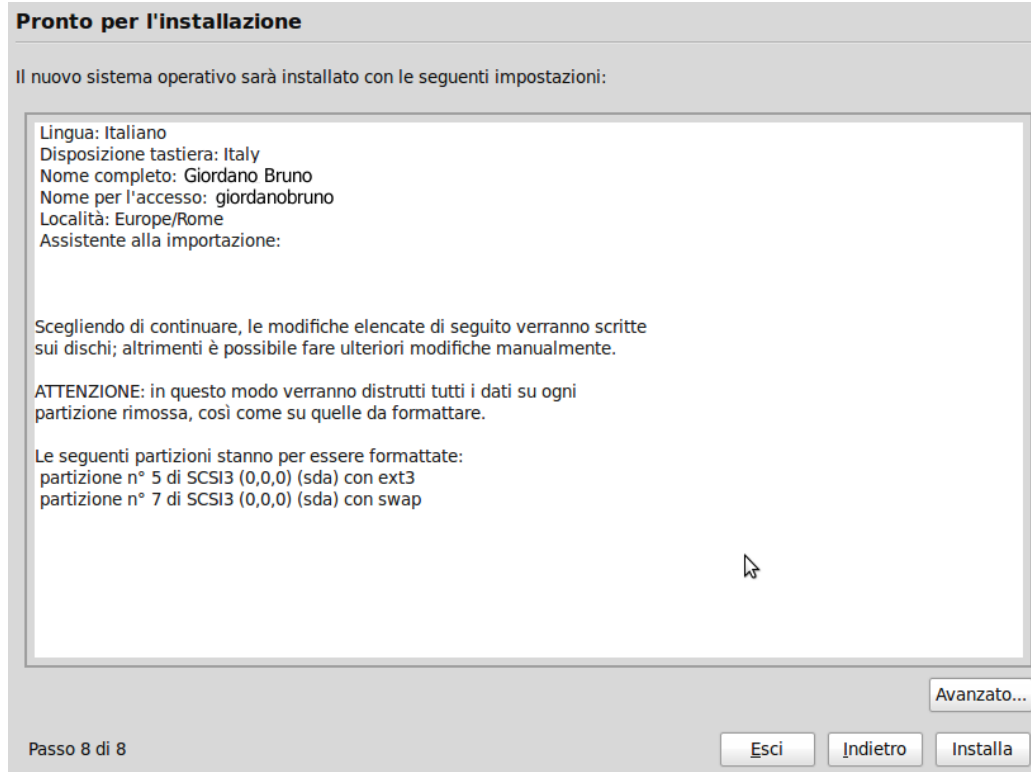 Pronto per l'installazione
Il nuovo sistema operativo sarà installato con le seguenti impostazioni:
Lingua: Italiano
Disposizione tastiera: Italy
Nome completo: Giordano Bruno
Nome per l'accesso: giordanobruno
Località: Europe/Rome
Assistente alla importazione:
Scegliendo di continuare, le modifiche elencate di seguito verranno scritte
sui dischi; altrimenti è possibile fare ulteriori modifiche manualmente.
ATTENZIONE: in questo modo verranno distrutti tutti i dati su ogni
partizione rimossa, così come su quelle da formattare.
Le seguenti partizioni stanno per essere formattate:
partizione n° 5 di SCSI3 (0,0,0) (sda) con ext3
partizione n° 7 di SCSI3 (0,0,0) (sda) con swap
Avanzato...
Passo 8 di 8
Esci
Indietro
Installa